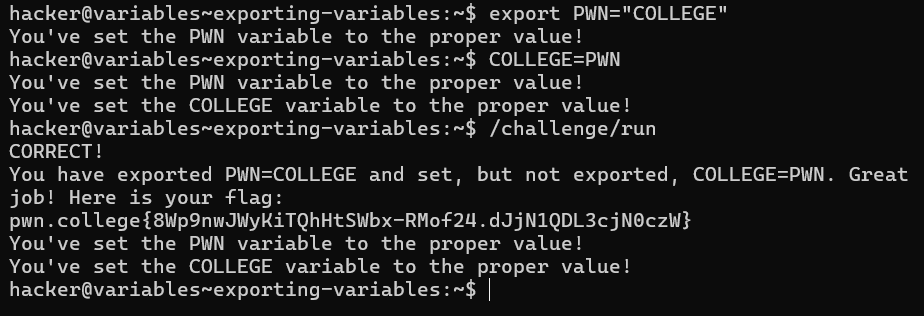 hacker@variables~exporting-variables:~$ export PWN="COLLEGE"
You've set the PWN variable to the proper value!
hacker@variables~exporting-variables:~$ COLLEGE=PWN
You've set the PWN variable to the proper value!
You've set the COLLEGE variable to the proper value!
hacker@variables~exporting-variables:~$ /challenge/run
CORRECT!
You have exported PWN=COLLEGE and set, but not exported, COLLEGE=PWN. Great
job! Here is your flag:
pwn.college{8Wp9nwJWyKiTQhHtSWbx-RMof24.dJjN1QDL3cjN0czW}
You've set the PWN variable to the proper value!
You've set the COLLEGE variable to the proper value!
hacker@variables~exporting-variables:~$